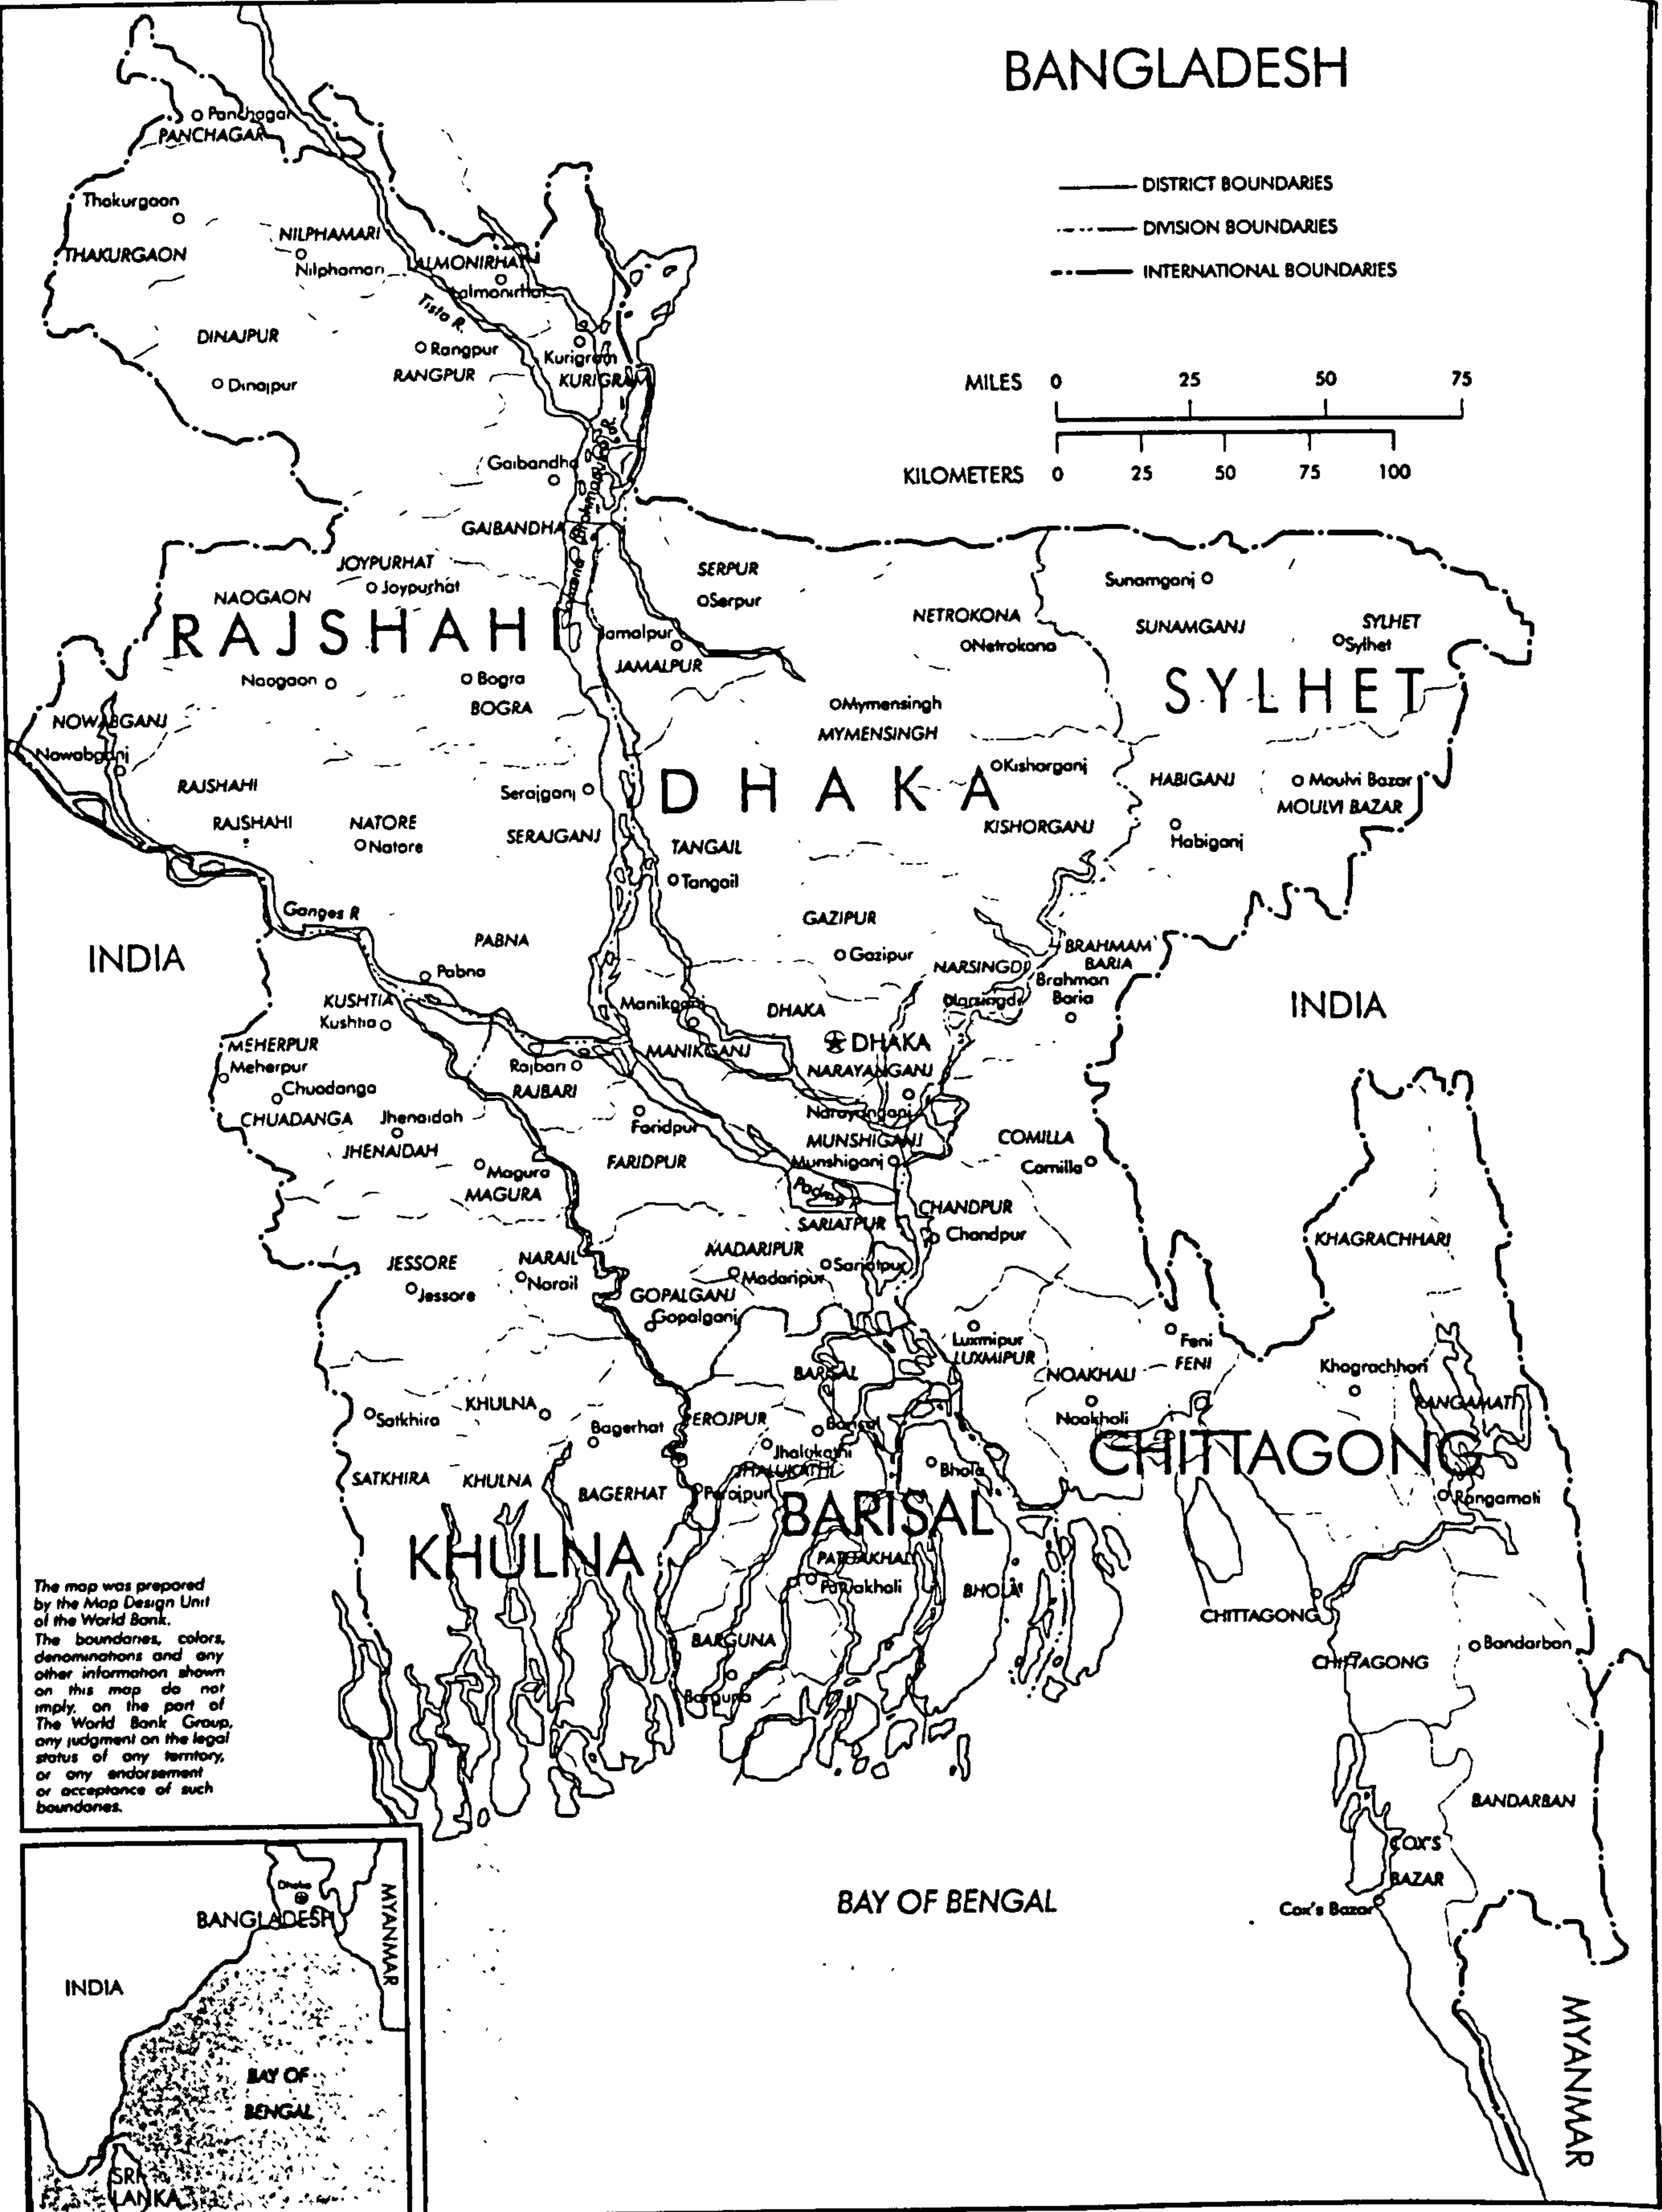 BANGLADESH
DISTRICT BOUNDARIES
DIVISION BOUNDARIES
INTERNATIONAL BOUNDARIES
MILES 0 25 50 75
KILOMETERS 0 25 50 75 100
Panchagar
PANCHAGAR
Thakurgaon
THAKURGAON
NILPHAMARI
Nilphamari
LALMONIRHAT
Lalmonirhat
Tista R.
DINAJPUR
Dinajpur
Rangpur
RANGPUR
Kurigram
KURIGRAM
Gaibandha
GAIBANDHA
JOYPURHAT
Joypurhat
NAOGAON
RAJSHAHI
Naogaon
Bogra
BOGRA
NOWABGANJ
Nowabganj
RAJSHAHI
RAJSHAHI
NATORE
Natore
Serajganj
SERAJGANJ
SERPUR
Serpur
Jamalpur
JAMALPUR
NETROKONA
Netrokona
Sunamganj
SUNAMGANJ
SYLHET
Sylhet
SYLHET
Mymensingh
MYMENSINGH
Kishorganj
DHAKA
KISHORGANJ
HABIGANJ
Habiganj
Moulvi Bazar
MOULVI BAZAR
TANGAIL
Tangail
GAZIPUR
Gazipur
Ganges R
INDIA
PABNA
Pabna
NARSINGDI
Narsingdi
BRAHMAM
BARIA
Brahman
Baria
INDIA
KUSHTIA
Kushtia
Manikganj
MANIKGANJ
DHAKA
DHAKA
MEHERPUR
Meherpur
Chuadanga
CHUADANGA
Jhenaidah
JHENAIDAH
Rajbari
RAJBARI
NARAYANGANJ
Narayanganj
Faridpur
FARIDPUR
MUNSHIGANJ
Munshiganj
COMILLA
Comilla
Magura
MAGURA
Padma
SARIATPUR
Sariatpur
CHANDPUR
Chandpur
KHAGRACHHARI
JESSORE
Jessore
NARAIL
Narail
MADARIPUR
Madaripur
GOPALGANJ
Gopalganj
Luxmipur
LUXMIPUR
Feni
FENI
NOAKHALI
Noakholi
Khagrachhari
RANGAMATI
BARISAL
Barisal
Satkhira
KHULNA
Bagerhat
PEROJPUR
Jhalukathi
JHALUKATHI
Bhola
CHITTAGONG
SATKHIRA
KHULNA
BAGERHAT
Perojpur
BARISAL
Rangamati
KHULNA
PATUAKHALI
Patuakhali
BHOLA
CHITTAGONG
BARGUNA
Barguna
CHITTAGONG
Bandarban
BANDARBAN
COX'S
BAZAR
Cox's Bazar
BAY OF BENGAL
MYANMAR
The map was prepared
by the Map Design Unit
of the World Bank.
The boundaries, colors,
denominations and any
other information shown
on this map do not
imply, on the part of
The World Bank Group,
any judgment on the legal
status of any territory,
or any endorsement
or acceptance of such
boundaries.
Dhaka
BANGLADESH
MYANMAR
INDIA
BAY OF
BENGAL
SRI
LANKA